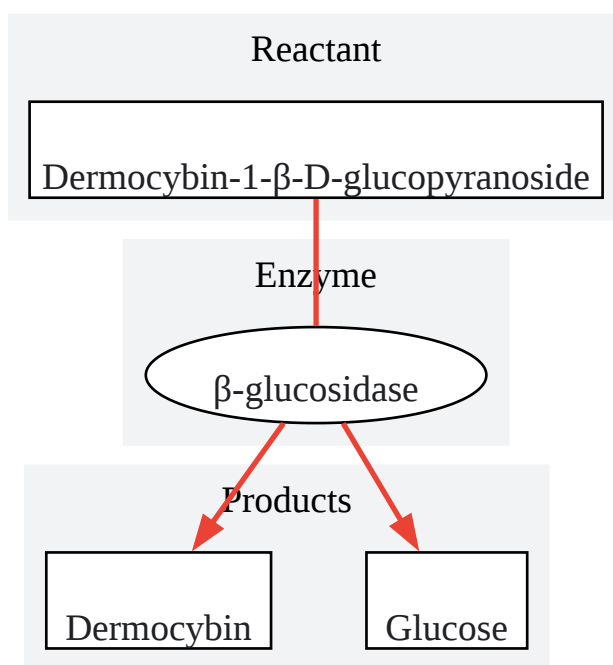 Reactant
Dermocybin-1-β-D-glucopyranoside
Enzyme
β-glucosidase
Products
Dermocybin
Glucose